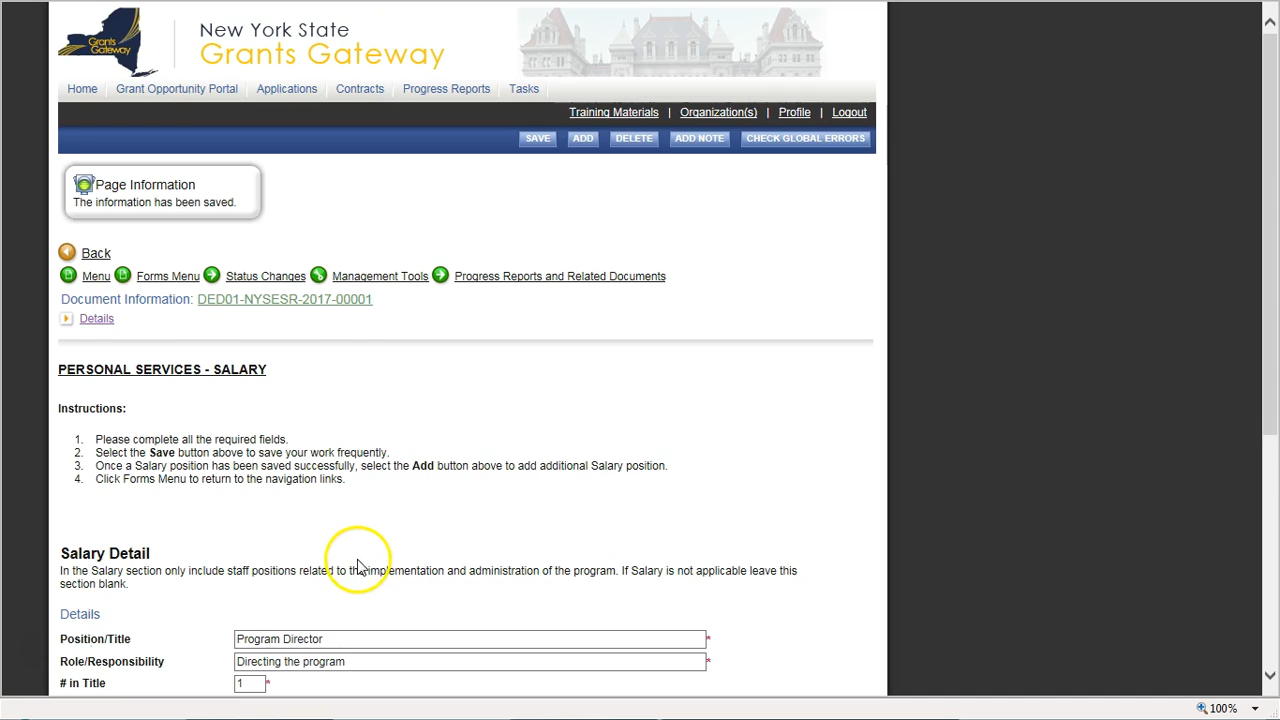 Grants
Gateway
New York State
Grants Gateway
Home Grant Opportunity Portal Applications Contracts Progress Reports Tasks
Training Materials | Organization(s) | Profile | Logout
SAVE ADD DELETE ADD NOTE CHECK GLOBAL ERRORS
Page Information
The information has been saved.
Back
Menu Forms Menu Status Changes Management Tools Progress Reports and Related Documents
Document Information: DED01-NYSESR-2017-00001
Details
PERSONAL SERVICES - SALARY
Instructions:
1. Please complete all the required fields.
2. Select the Save button above to save your work frequently.
3. Once a Salary position has been saved successfully, select the Add button above to add additional Salary position.
4. Click Forms Menu to return to the navigation links.
Salary Detail
In the Salary section only include staff positions related to the implementation and administration of the program. If Salary is not applicable leave this
section blank.
Details
Position/Title Program Director *
Role/Responsibility Directing the program *
# in Title 1 *
100%